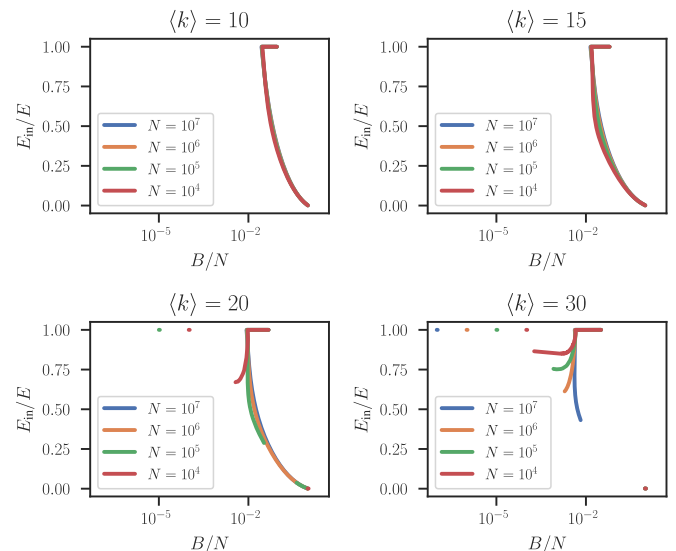 ⟨k⟩ = 10
E_in/E
1.00
0.75
0.50
0.25
0.00
N = 10^7
N = 10^6
N = 10^5
N = 10^4
10^-5
10^-2
B/N
⟨k⟩ = 15
E_in/E
1.00
0.75
0.50
0.25
0.00
N = 10^7
N = 10^6
N = 10^5
N = 10^4
10^-5
10^-2
B/N
⟨k⟩ = 20
E_in/E
1.00
0.75
0.50
0.25
0.00
N = 10^7
N = 10^6
N = 10^5
N = 10^4
10^-5
10^-2
B/N
⟨k⟩ = 30
E_in/E
1.00
0.75
0.50
0.25
0.00
N = 10^7
N = 10^6
N = 10^5
N = 10^4
10^-5
10^-2
B/N